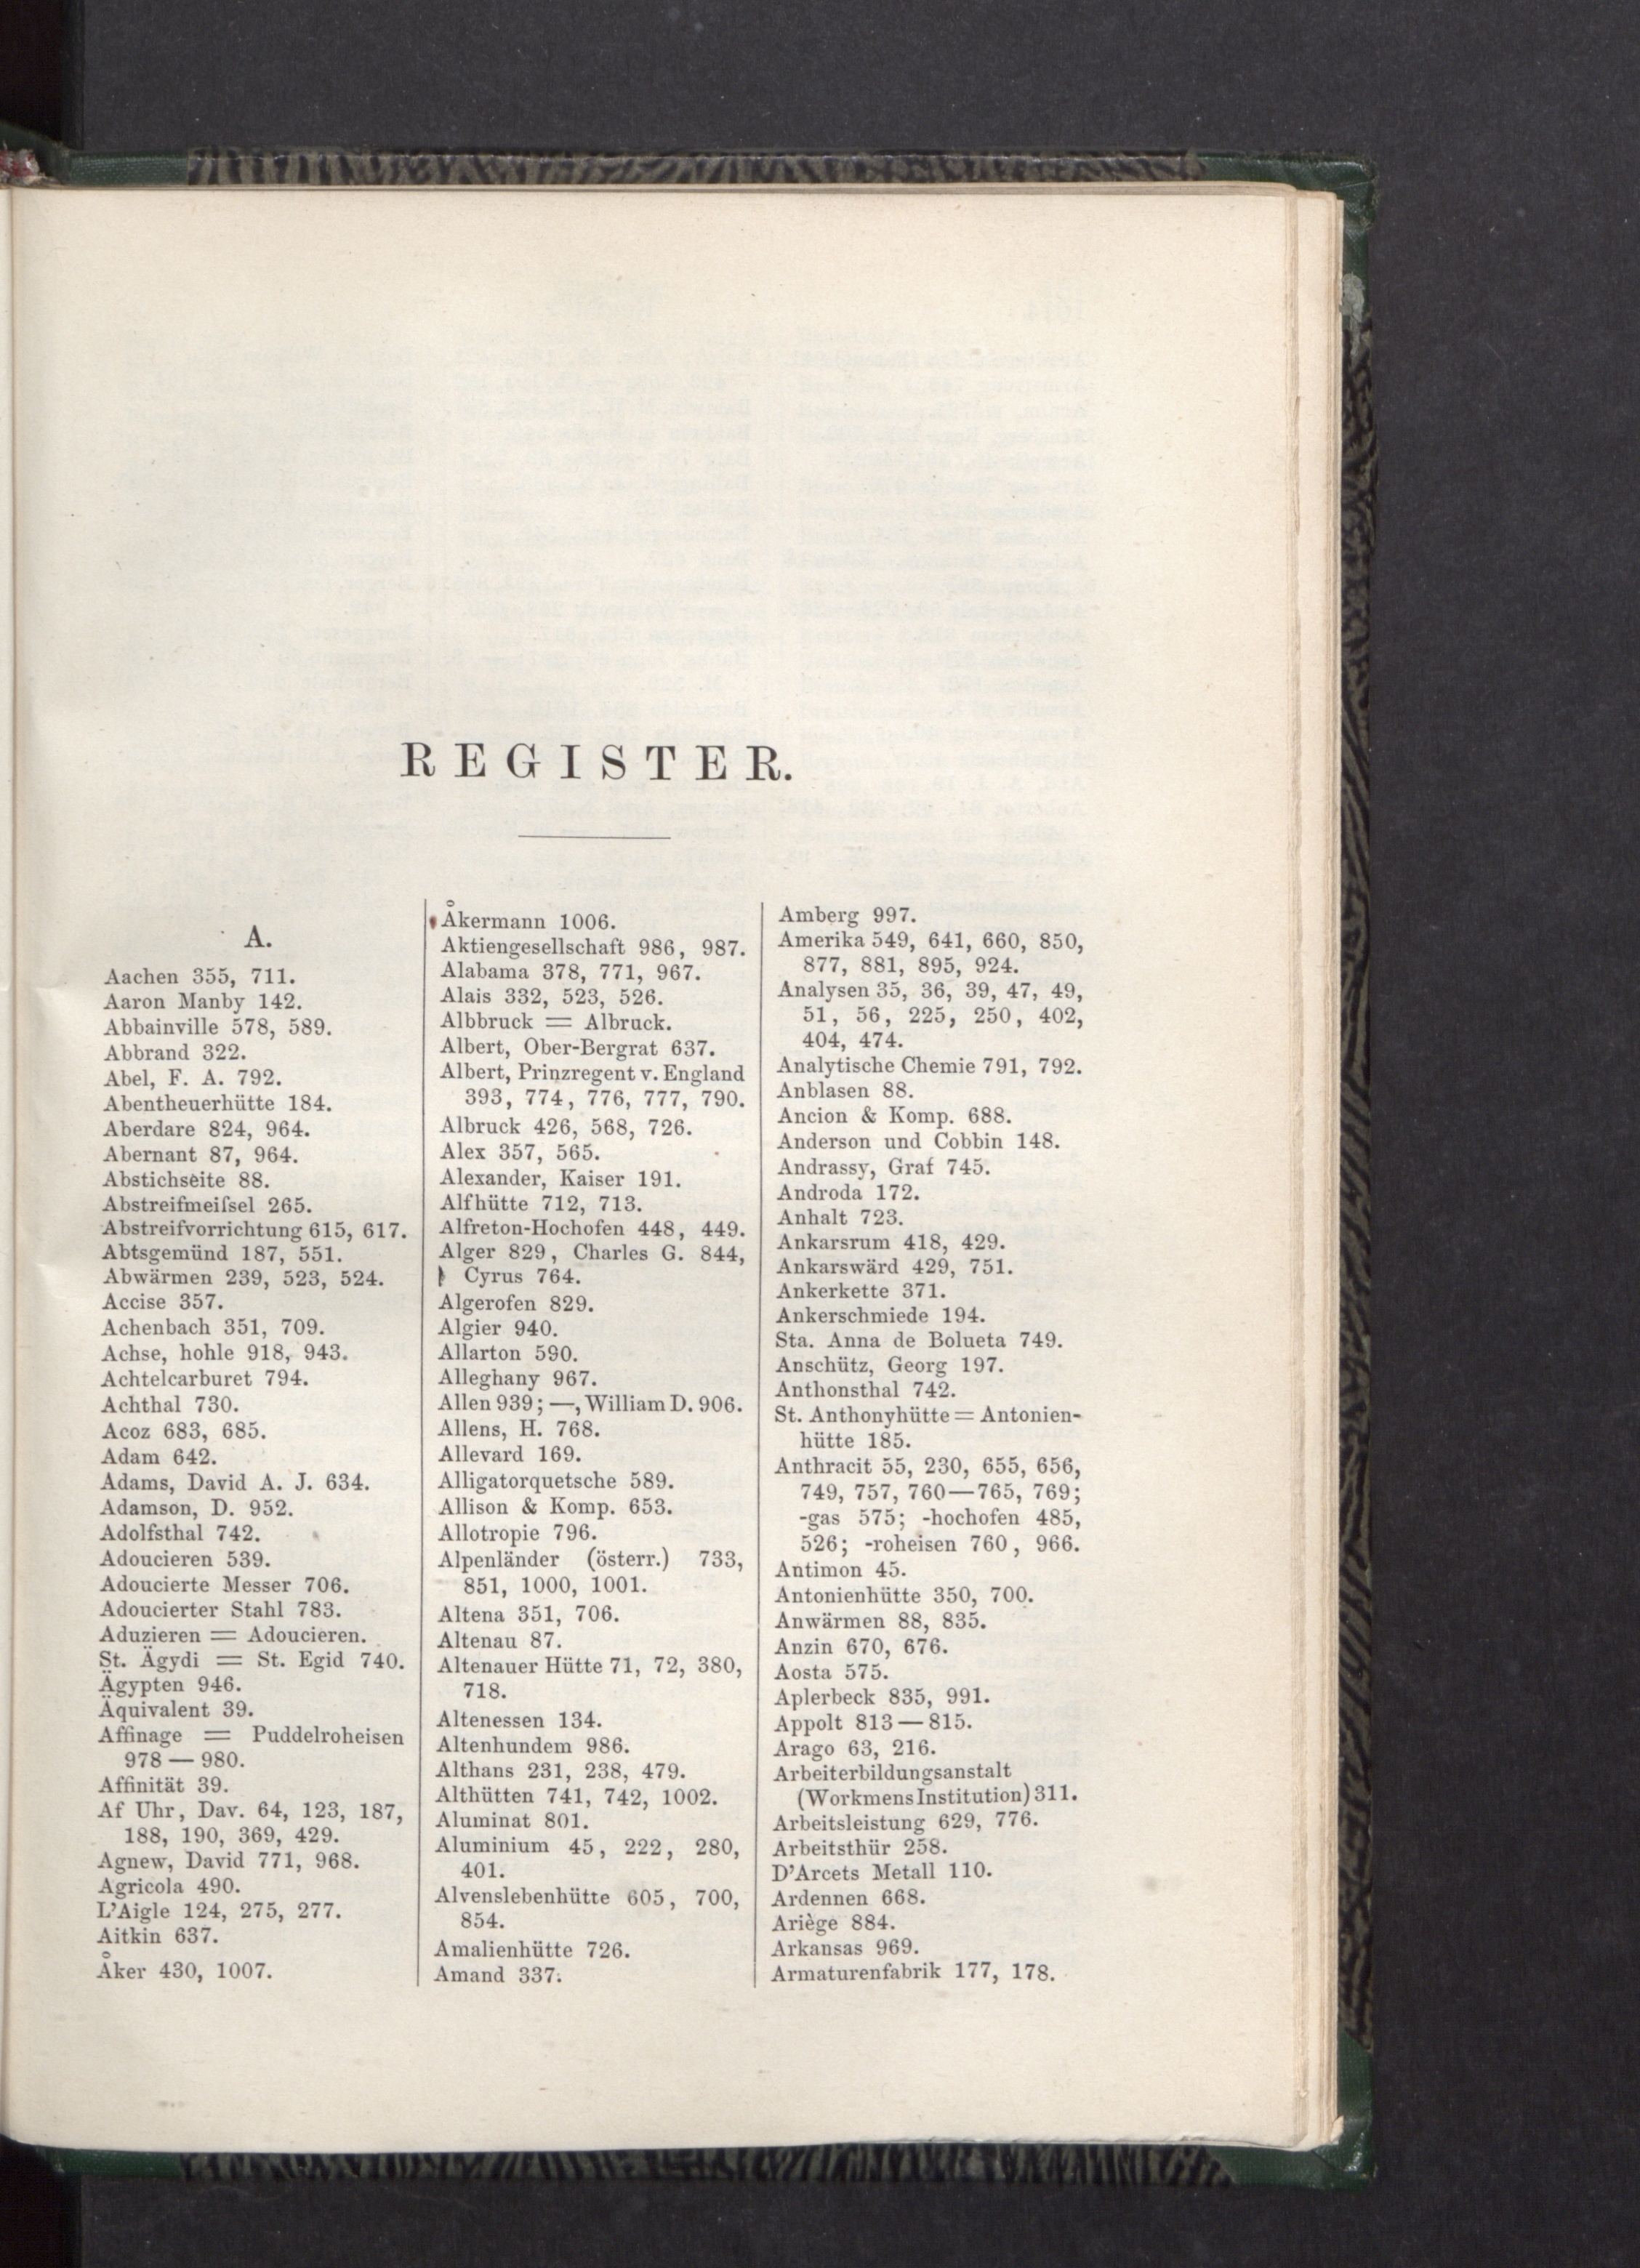 REGISTER.
A.
Aachen 355, 711.
Aaron Manby 142.
Abbainville 578, 589.
Abbrand 322.
Abel, F. A. 792.
Abentheuerhütte 184.
Aberdare 824, 964.
Abernant 87, 964.
Abstichseite 88.
Abstreifmeiſsel 265.
Abstreifvorrichtung 615, 617.
Abtsgemünd 187, 551.
Abwärmen 239, 523, 524.
Accise 357.
Achenbach 351, 709.
Achse, hohle 918, 943.
Achtelcarburet 794.
Achthal 730.
Acoz 683, 685.
Adam 642.
Adams, David A. J. 634.
Adamson, D. 952.
Adolfsthal 742.
Adoucieren 539.
Adoucierte Messer 706.
Adoucierter Stahl 783.
Aduzieren = Adoucieren.
St. Ägydi = St. Egid 740.
Ägypten 946.
Äquivalent 39.
Affinage = Puddelroheisen
978 — 980.
Affinität 39.
Af Uhr, Dav. 64, 123, 187,
188, 190, 369, 429.
Agnew, David 771, 968.
Agricola 490.
L'Aigle 124, 275, 277.
Aitkin 637.
Åker 430, 1007.
Åkermann 1006.
Aktiengesellschaft 986, 987.
Alabama 378, 771, 967.
Alais 332, 523, 526.
Albbruck = Albruck.
Albert, Ober-Bergrat 637.
Albert, Prinzregent v. England
393, 774, 776, 777, 790.
Albruck 426, 568, 726.
Alex 357, 565.
Alexander, Kaiser 191.
Alfhütte 712, 713.
Alfreton-Hochofen 448, 449.
Alger 829, Charles G. 844,
Cyrus 764.
Algerofen 829.
Algier 940.
Allarton 590.
Alleghany 967.
Allen 939; —, William D. 906.
Allens, H. 768.
Allevard 169.
Alligatorquetsche 589.
Allison & Komp. 653.
Allotropie 796.
Alpenländer (österr.) 733,
851, 1000, 1001.
Altena 351, 706.
Altenau 87.
Altenauer Hütte 71, 72, 380,
718.
Altenessen 134.
Altenhundem 986.
Althans 231, 238, 479.
Althütten 741, 742, 1002.
Aluminat 801.
Aluminium 45, 222, 280,
401.
Alvenslebenhütte 605, 700,
854.
Amalienhütte 726.
Amand 337.
Amberg 997.
Amerika 549, 641, 660, 850,
877, 881, 895, 924.
Analysen 35, 36, 39, 47, 49,
51, 56, 225, 250, 402,
404, 474.
Analytische Chemie 791, 792.
Anblasen 88.
Ancion & Komp. 688.
Anderson und Cobbin 148.
Andrassy, Graf 745.
Androda 172.
Anhalt 723.
Ankarsrum 418, 429.
Ankarswärd 429, 751.
Ankerkette 371.
Ankerschmiede 194.
Sta. Anna de Bolueta 749.
Anschütz, Georg 197.
Anthonsthal 742.
St. Anthonyhütte = Antonien-
hütte 185.
Anthracit 55, 230, 655, 656,
749, 757, 760—765, 769;
-gas 575; -hochofen 485,
526; -roheisen 760, 966.
Antimon 45.
Antonienhütte 350, 700.
Anwärmen 88, 835.
Anzin 670, 676.
Aosta 575.
Aplerbeck 835, 991.
Appolt 813 — 815.
Arago 63, 216.
Arbeiterbildungsanstalt
(Workmens Institution) 311.
Arbeitsleistung 629, 776.
Arbeitsthür 258.
D'Arcets Metall 110.
Ardennen 668.
Ariège 884.
Arkansas 969.
Armaturenfabrik 177, 178.